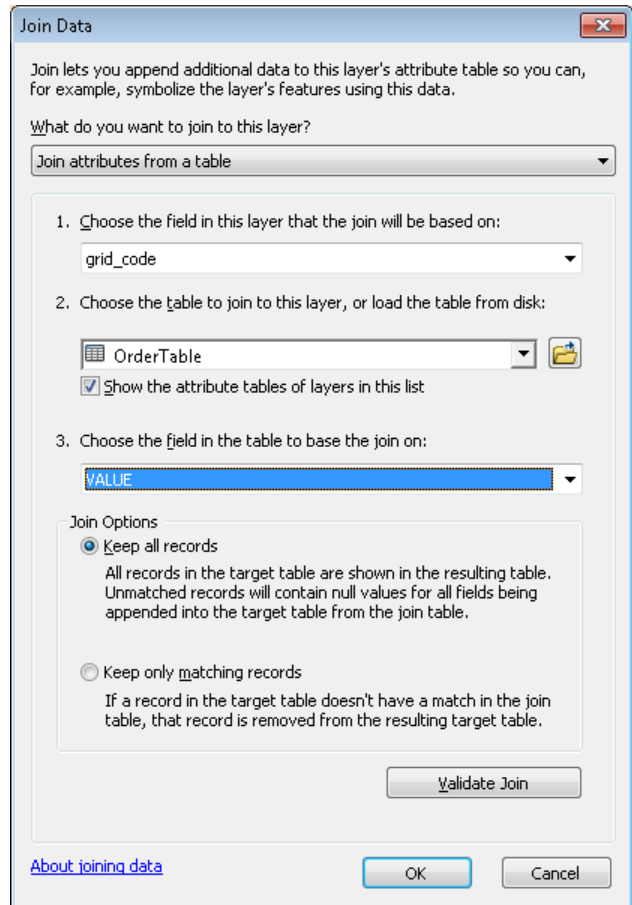 Join Data
Join lets you append additional data to this layer's attribute table so you can,
for example, symbolize the layer's features using this data.
What do you want to join to this layer?
Join attributes from a table
1. Choose the field in this layer that the join will be based on:
grid_code
2. Choose the table to join to this layer, or load the table from disk:
OrderTable
Show the attribute tables of layers in this list
3. Choose the field in the table to base the join on:
VALUE
Join Options
Keep all records
All records in the target table are shown in the resulting table.
Unmatched records will contain null values for all fields being
appended into the target table from the join table.
Keep only matching records
If a record in the target table doesn't have a match in the join
table, that record is removed from the resulting target table.
Validate Join
About joining data
OK
Cancel